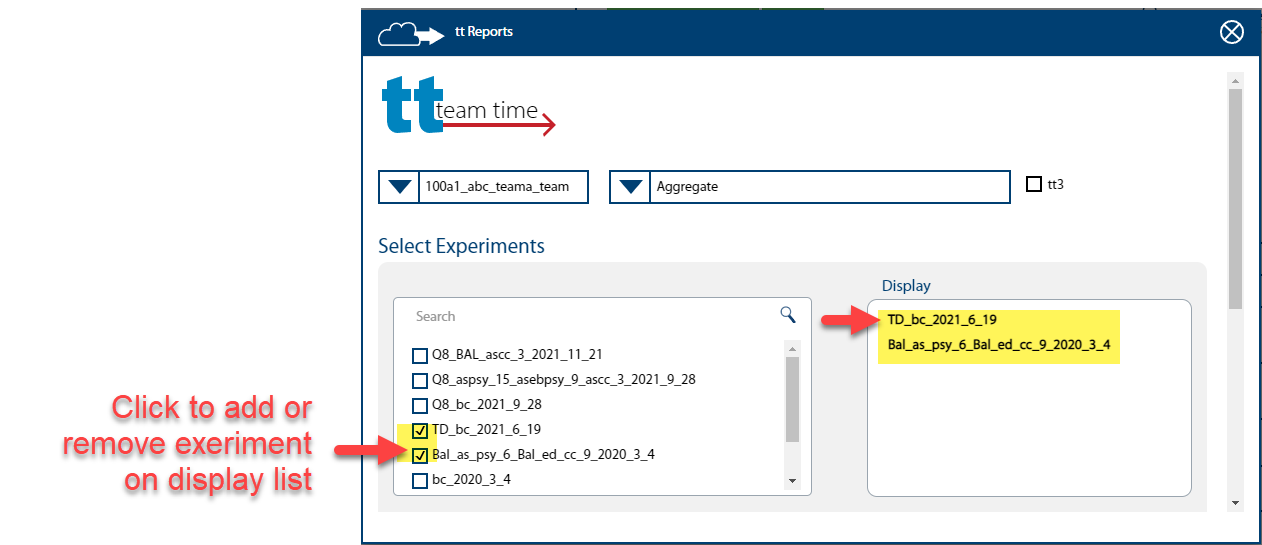 tt Reports
tt team time
100a1_abc_teama_team
Aggregate
tt3
Select Experiments
Display
Search
Q8_BAL_ascc_3_2021_11_21
Q8_aspsy_15_asebpsy_9_ascc_3_2021_9_28
Q8_bc_2021_9_28
TD_bc_2021_6_19
Bal_as_psy_6_Bal_ed_cc_9_2020_3_4
bc_2020_3_4
TD_bc_2021_6_19
Bal_as_psy_6_Bal_ed_cc_9_2020_3_4
Click to add or
remove exeriment
on display list